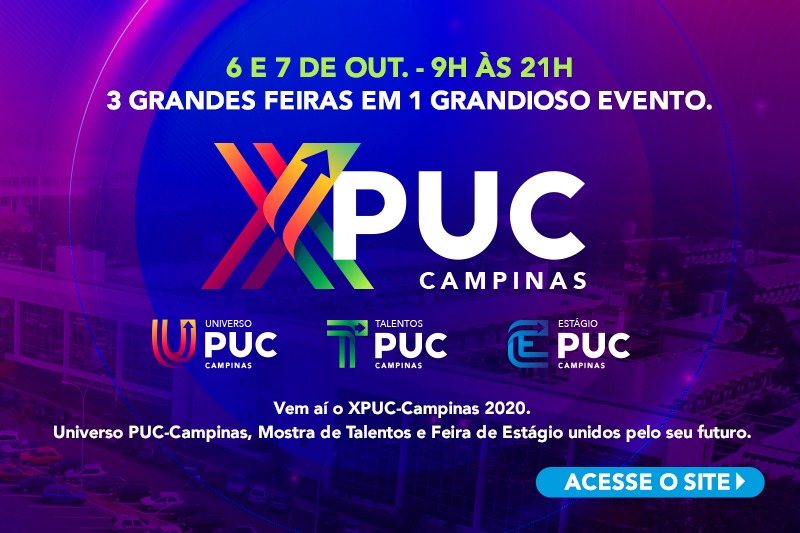 6 E 7 DE OUT. - 9H ÀS 21H
3 GRANDES FEIRAS EM 1 GRANDIOSO EVENTO.
XPUC
CAMPINAS
U UNIVERSO
PUC
CAMPINAS
T TALENTOS
PUC
CAMPINAS
E ESTÁGIO
PUC
CAMPINAS
Vem aí o XPUC-Campinas 2020.
Universo PUC-Campinas, Mostra de Talentos e Feira de Estágio unidos pelo seu futuro.
ACESSE O SITE